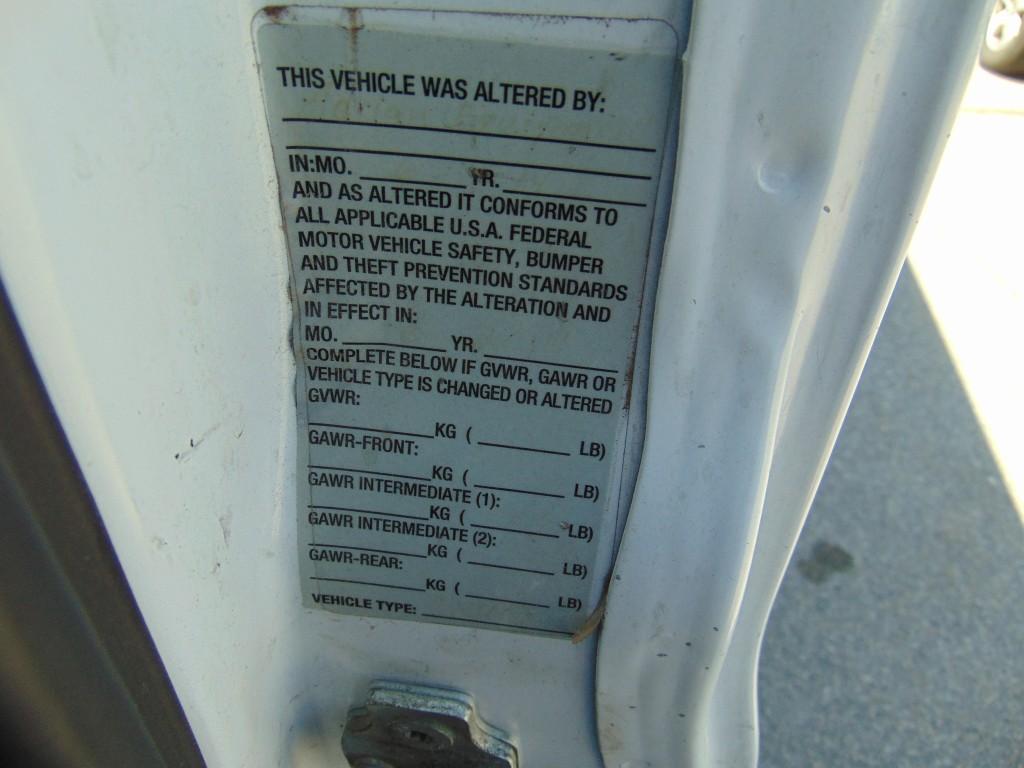 THIS VEHICLE WAS ALTERED BY:
IN:MO. YR.
AND AS ALTERED IT CONFORMS TO
ALL APPLICABLE U.S.A. FEDERAL
MOTOR VEHICLE SAFETY, BUMPER
AND THEFT PREVENTION STANDARDS
AFFECTED BY THE ALTERATION AND
IN EFFECT IN:
MO. YR.
COMPLETE BELOW IF GVWR, GAWR OR
VEHICLE TYPE IS CHANGED OR ALTERED
GVWR:
KG ( LB)
GAWR-FRONT:
KG ( LB)
GAWR INTERMEDIATE (1):
KG ( LB)
GAWR INTERMEDIATE (2):
KG ( LB)
GAWR-REAR:
KG ( LB)
VEHICLE TYPE: